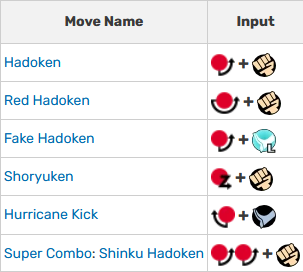 Move Name Input
Hadoken +
Red Hadoken +
Fake Hadoken + L
Shoryuken Z +
Hurricane Kick +
Super Combo: Shinku Hadoken +